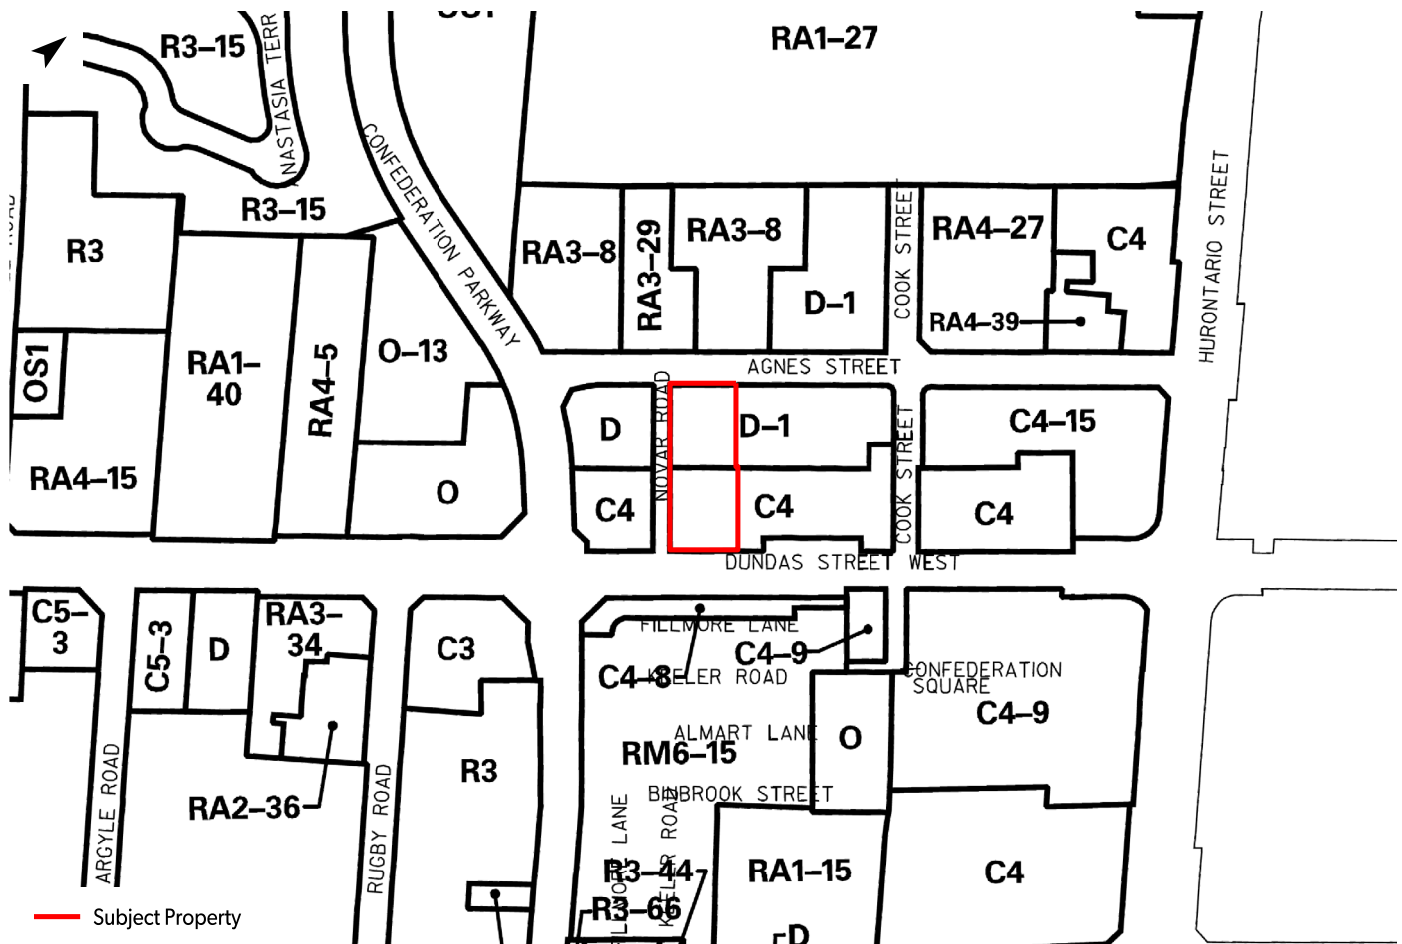 R3–15
RA1–27
CONFEDERATION PARKWAY
R3–15
R3
RA3–8
RA3–29
RA3–8
D–1
COOK STREET
RA4–27
C4
RA4–39
HURONTARIO STREET
OS1
RA1–
40
RA4–5
O–13
AGNES STREET
NOVAR ROAD
D
D–1
COOK STREET
C4–15
RA4–15
O
C4
C4
C4
DUNDAS STREET WEST
C5–
3
C5–3
D
RA3–
34
C3
FILLMORE LANE
C4–8
C4–9
KEELER ROAD
CONFEDERATION
SQUARE
C4–9
ALMART LANE
RM6–15
O
R3
BINBROOK STREET
RA2–36
ARGYLE ROAD
RUGBY ROAD
KEELER ROAD
R3–44
RA1–15
C4
R3–66
D
Subject Property